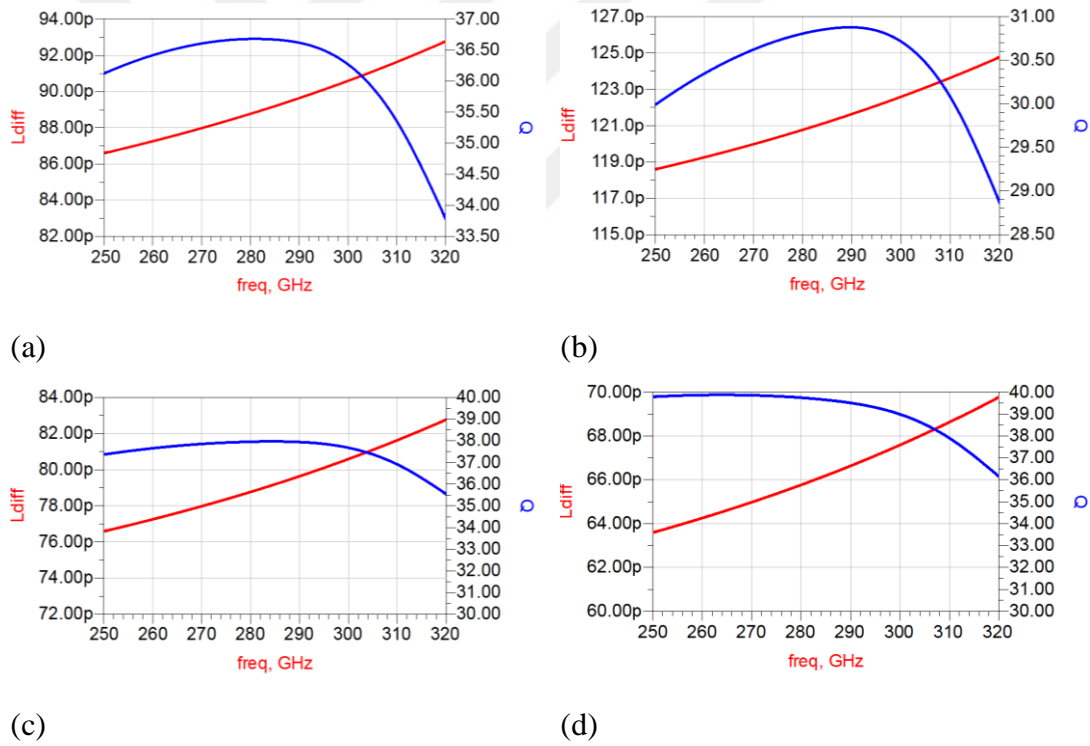 94.00p
92.00p
90.00p
88.00p
86.00p
84.00p
82.00p
Ldiff
37.00
36.50
36.00
35.50
35.00
34.50
34.00
33.50
Q
250 260 270 280 290 300 310 320
freq, GHz
(a)
127.0p
125.0p
123.0p
121.0p
119.0p
117.0p
115.0p
Ldiff
31.00
30.50
30.00
29.50
29.00
28.50
Q
250 260 270 280 290 300 310 320
freq, GHz
(b)
84.00p
82.00p
80.00p
78.00p
76.00p
74.00p
72.00p
Ldiff
40.00
39.00
38.00
37.00
36.00
35.00
34.00
33.00
32.00
31.00
30.00
Q
250 260 270 280 290 300 310 320
freq, GHz
(c)
70.00p
68.00p
66.00p
64.00p
62.00p
60.00p
Ldiff
40.00
39.00
38.00
37.00
36.00
35.00
34.00
33.00
32.00
31.00
30.00
Q
250 260 270 280 290 300 310 320
freq, GHz
(d)